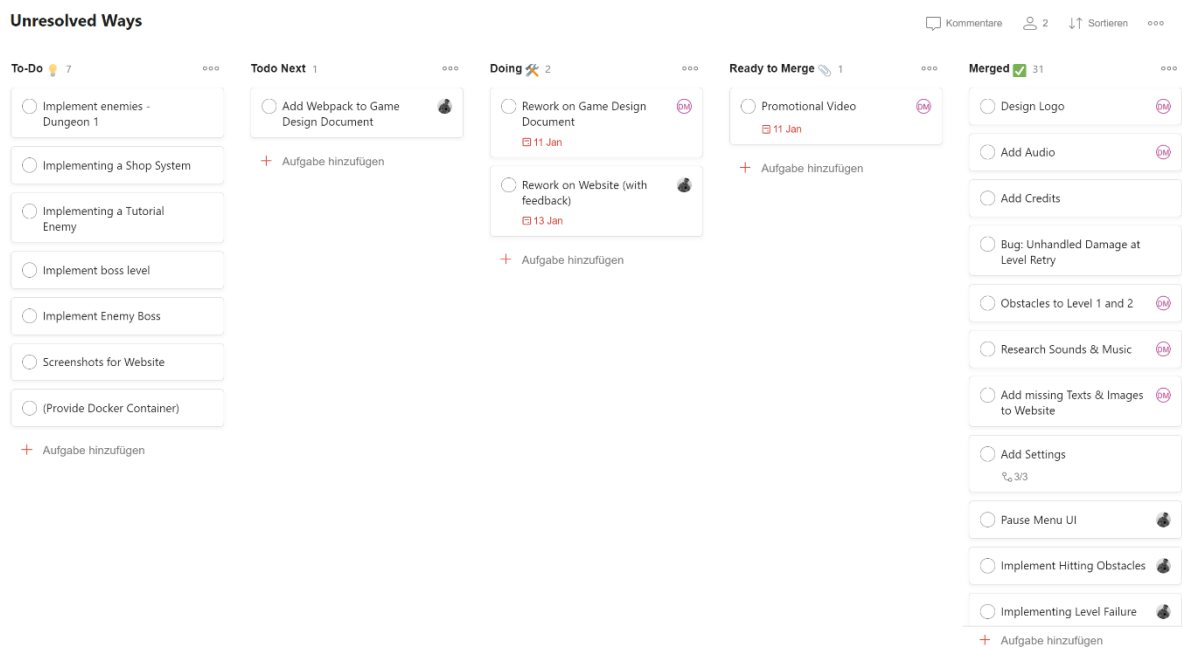 Unresolved Ways
Kommentare
2
Sortieren
To-Do 💡 7
Implement enemies -
Dungeon 1
Implementing a Shop System
Implementing a Tutorial
Enemy
Implement boss level
Implement Enemy Boss
Screenshots for Website
(Provide Docker Container)
+ Aufgabe hinzufügen
Todo Next 1
Add Webpack to Game
Design Document
+ Aufgabe hinzufügen
Doing 🛠 2
Rework on Game Design
Document
DM
11 Jan
Rework on Website (with
feedback)
13 Jan
+ Aufgabe hinzufügen
Ready to Merge 📎 1
Promotional Video
DM
11 Jan
+ Aufgabe hinzufügen
Merged ✅ 31
Design Logo
DM
Add Audio
DM
Add Credits
Bug: Unhandled Damage at
Level Retry
Obstacles to Level 1 and 2
DM
Research Sounds & Music
DM
Add missing Texts & Images
to Website
DM
Add Settings
3/3
Pause Menu UI
Implement Hitting Obstacles
Implementing Level Failure
+ Aufgabe hinzufügen